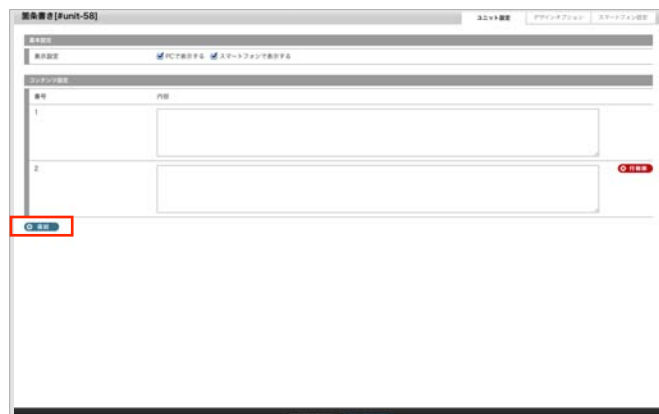 箇条書き[#unit-58]
ユニット設定 デザインオプション スマートフォン設定
基本設定
表示設定 PCで表示する スマートフォンで表示する
コンテンツ設定
番号 内容
1
2 行削除
追加